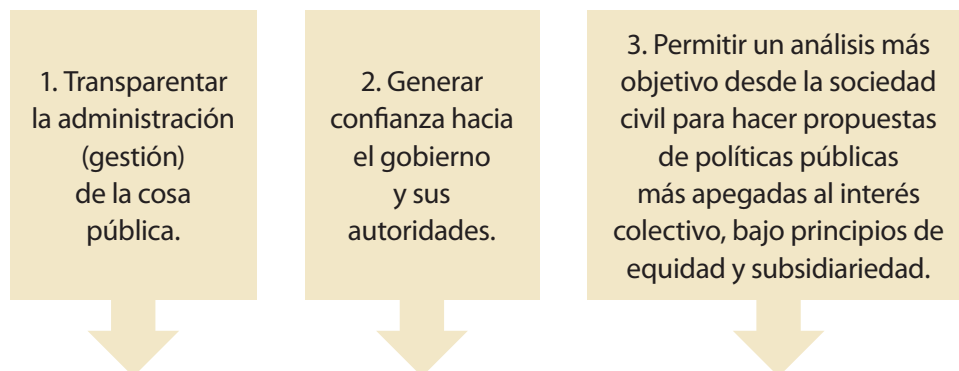 1. Transparentar
la administración
(gestión)
de la cosa
pública.
2. Generar
confianza hacia
el gobierno
y sus
autoridades.
3. Permitir un análisis más
objetivo desde la sociedad
civil para hacer propuestas
de políticas públicas
más apegadas al interés
colectivo, bajo principios de
equidad y subsidiariedad.